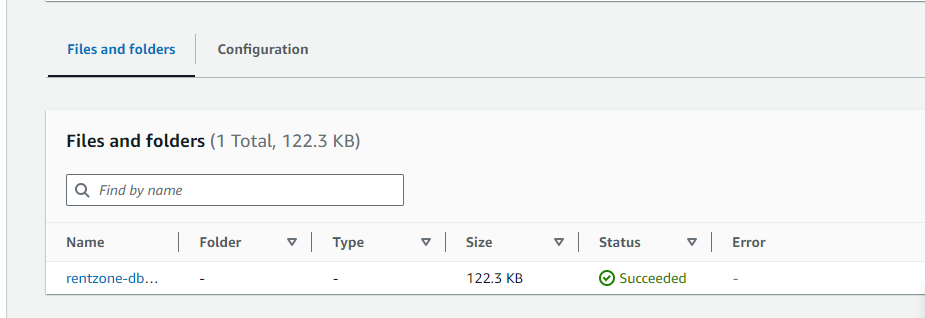 Files and folders Configuration
Files and folders (1 Total, 122.3 KB)
Find by name
Name Folder Type Size Status Error
rentzone-db... - - 122.3 KB Succeeded -